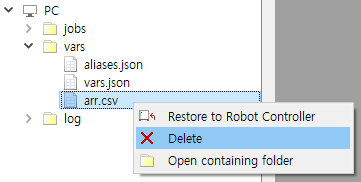 PC
jobs
vars
aliases.json
vars.json
arr.csv
log
Restore to Robot Controller
Delete
Open containing folder